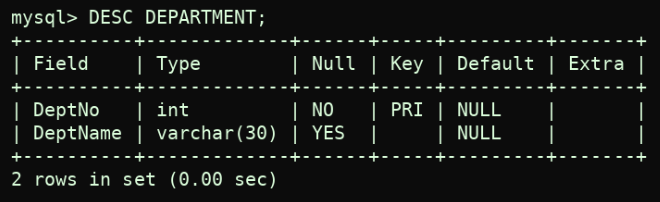 mysql> DESC DEPARTMENT;
+----------+-------------+------+-----+---------+-------+
| Field    | Type        | Null | Key | Default | Extra |
+----------+-------------+------+-----+---------+-------+
| DeptNo   | int         | NO   | PRI | NULL    |       |
| DeptName | varchar(30) | YES  |     | NULL    |       |
+----------+-------------+------+-----+---------+-------+
2 rows in set (0.00 sec)